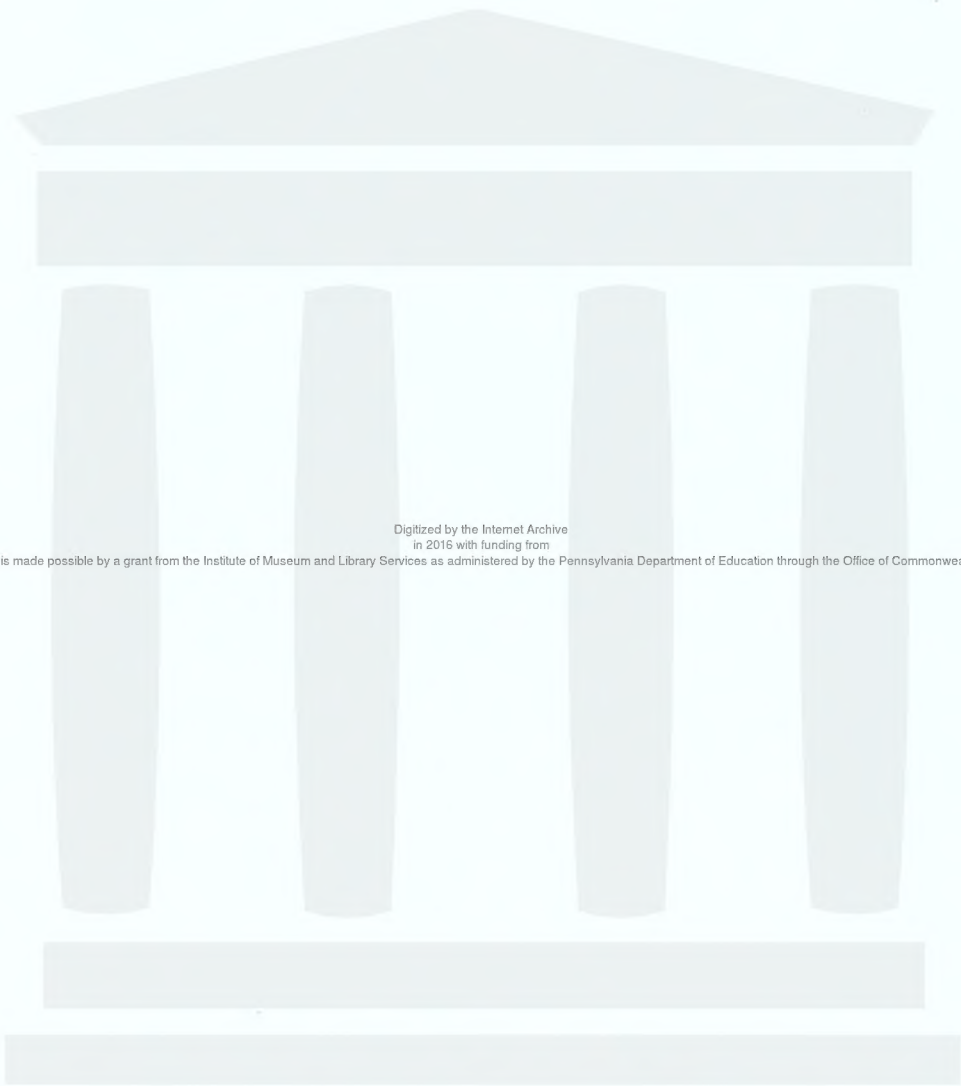 Digitized by the Internet Archive
in 2016 with funding from
is made possible by a grant from the Institute of Museum and Library Services as administered by the Pennsylvania Department of Education through the Office of